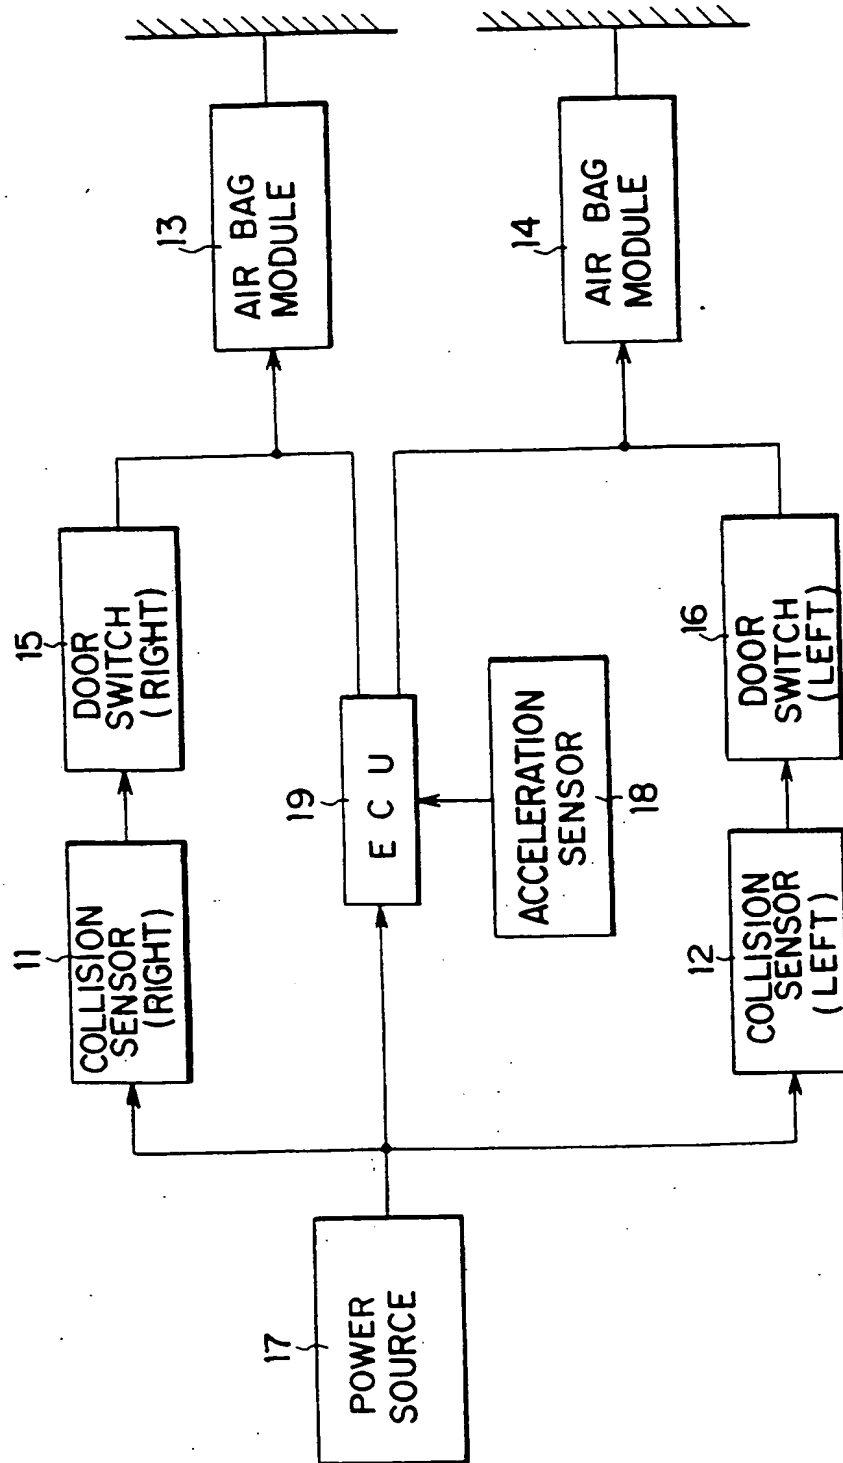 17
POWER
SOURCE
11
COLLISION
SENSOR
(RIGHT)
15
DOOR
SWITCH
(RIGHT)
13
AIR BAG
MODULE
19
E C U
ACCELERATION
SENSOR
18
12
COLLISION
SENSOR
(LEFT)
16
DOOR
SWITCH
(LEFT)
14
AIR BAG
MODULE